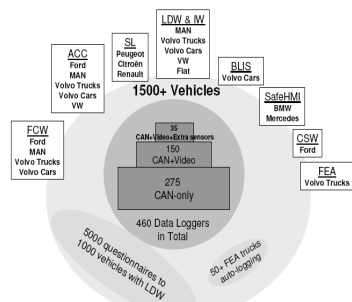 LDW & IW
MAN
Volvo Trucks
Volvo Cars
VW
Fiat
SL
Peugeot
Citroën
Renault
ACC
Ford
MAN
Volvo Trucks
Volvo Cars
VW
BLIS
Volvo Cars
SafeHMI
BMW
Mercedes
FCW
Ford
MAN
Volvo Trucks
Volvo Cars
CSW
Ford
FEA
Volvo Trucks
1500+ Vehicles
35
CAN+Video+Extra sensors
150
CAN+Video
275
CAN-only
460 Data Loggers
in Total
5000 questionnaires to
1000 vehicles with LDW
50+ FEA trucks
auto-logging